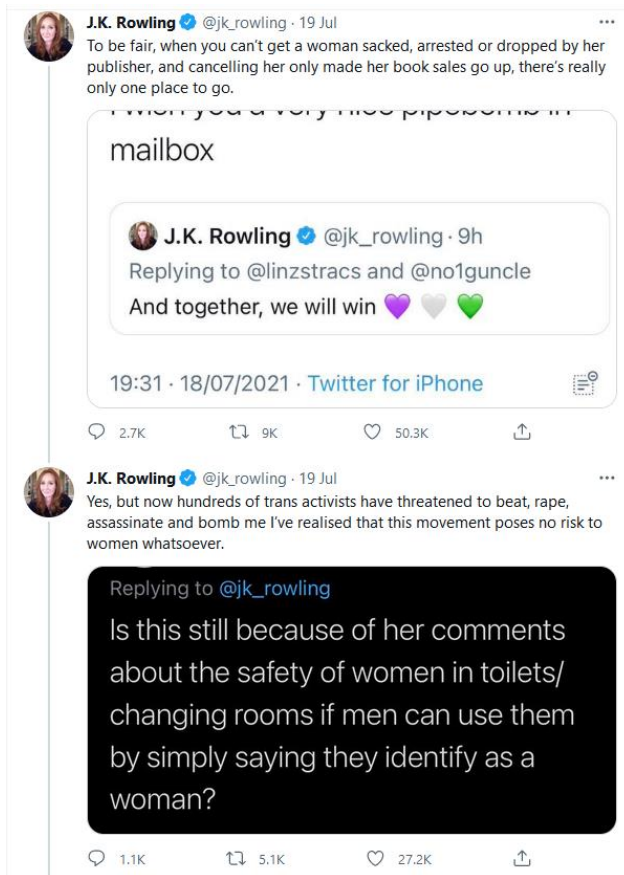 J.K. Rowling @jk_rowling · 19 Jul
To be fair, when you can't get a woman sacked, arrested or dropped by her
publisher, and cancelling her only made her book sales go up, there's really
only one place to go.
I wish you a very nice pipebomb in
mailbox
J.K. Rowling @jk_rowling · 9h
Replying to @linzstracs and @no1guncle
And together, we will win 💜 🤍 💚
19:31 · 18/07/2021 · Twitter for iPhone
2.7K 9K 50.3K
J.K. Rowling @jk_rowling · 19 Jul
Yes, but now hundreds of trans activists have threatened to beat, rape,
assassinate and bomb me I've realised that this movement poses no risk to
women whatsoever.
Replying to @jk_rowling
Is this still because of her comments
about the safety of women in toilets/
changing rooms if men can use them
by simply saying they identify as a
woman?
1.1K 5.1K 27.2K